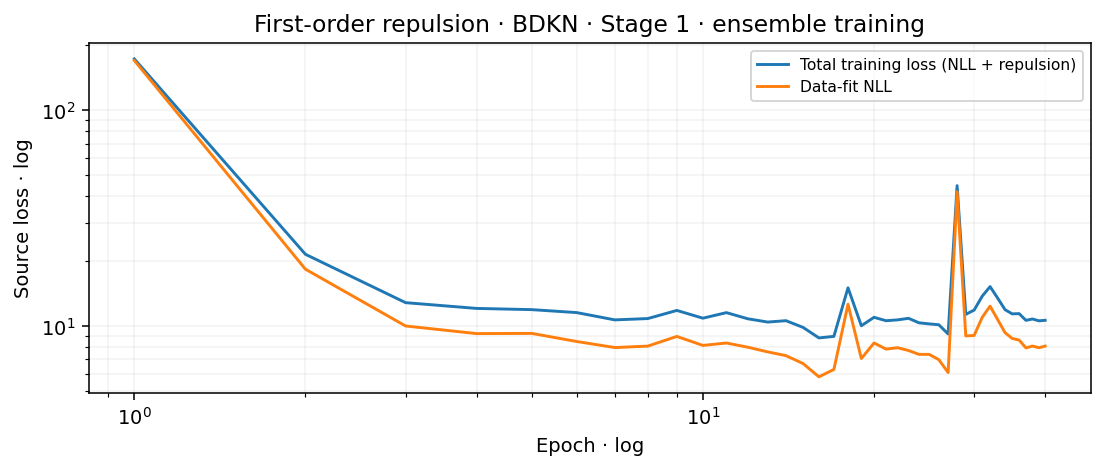 First-order repulsion · BDKN · Stage 1 · ensemble training
Total training loss (NLL + repulsion)
Data-fit NLL
Source loss · log
10²
10¹
10⁰
10¹
Epoch · log